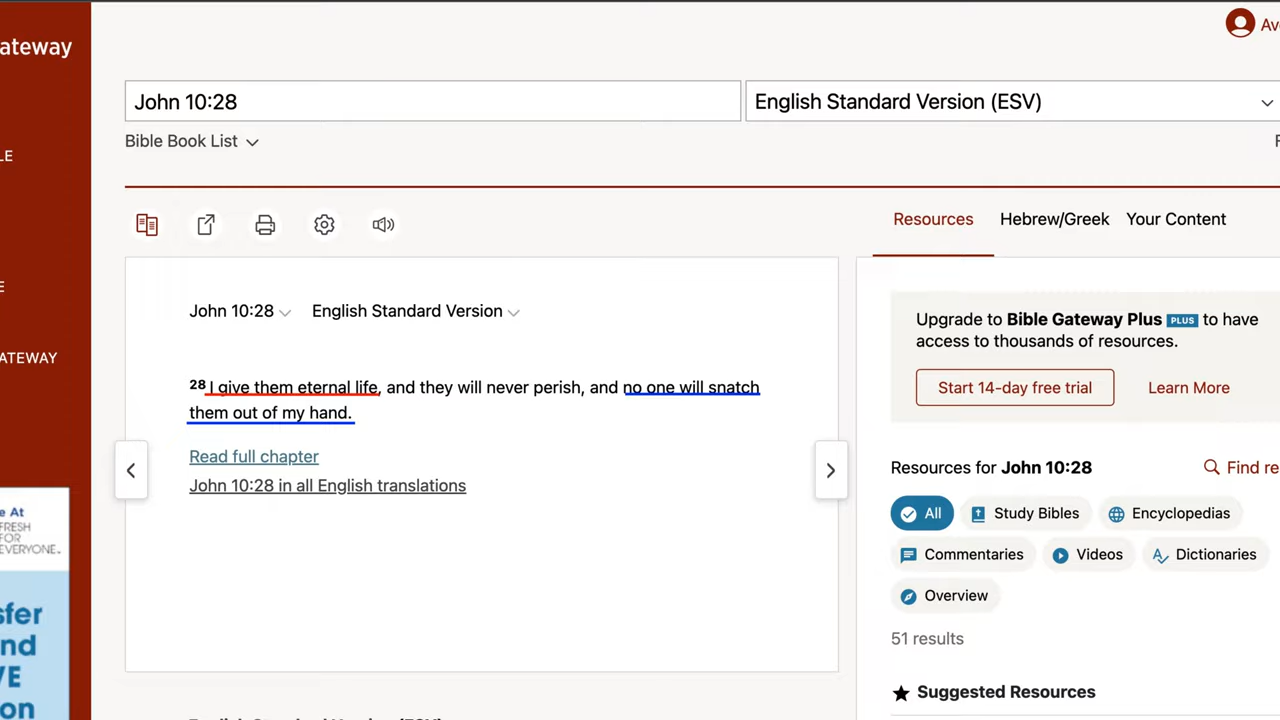 ateway
Av
John 10:28
English Standard Version (ESV)
Bible Book List
LE
Resources
Hebrew/Greek
Your Content
E
John 10:28
English Standard Version
Upgrade to Bible Gateway Plus PLUS to have
access to thousands of resources.
ATEWAY
28 I give them eternal life, and they will never perish, and no one will snatch
them out of my hand.
Start 14-day free trial
Learn More
Read full chapter
John 10:28 in all English translations
Resources for John 10:28
Find re
e At
FRESH
FOR
EVERYONE.
All
Study Bibles
Encyclopedias
Commentaries
Videos
Dictionaries
Overview
sfer
nd
VE
on
51 results
Suggested Resources